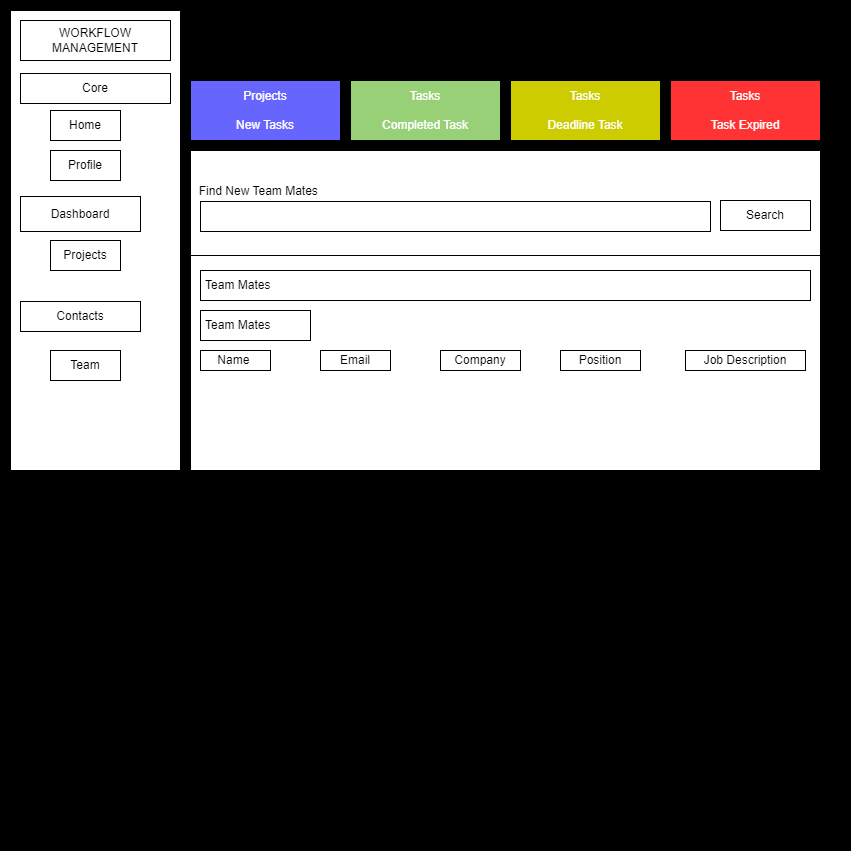 WORKFLOW
MANAGEMENT
Core
Home
Profile
Dashboard
Projects
Contacts
Team
Projects
New Tasks
Tasks
Completed Task
Tasks
Deadline Task
Tasks
Task Expired
Find New Team Mates
Search
Team Mates
Team Mates
Name Email Company Position Job Description